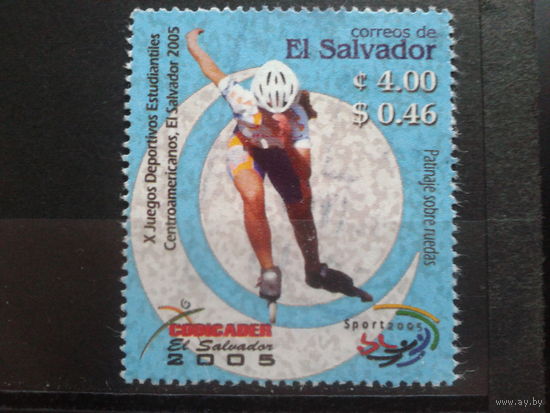 correos de
El Salvador
¢ 4.00
$ 0.46
X Juegos Deportivos Estudiantiles
Centroamericanos, El Salvador 2005
Patinaje sobre ruedas
CODICADER
El Salvador
2005
Sport2005
www.ay.by